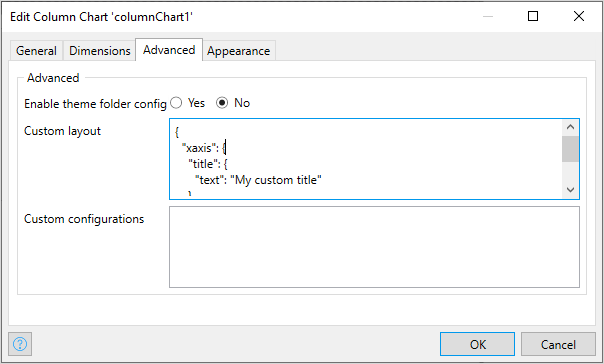 Edit Column Chart 'columnChart1'
General Dimensions Advanced Appearance
Advanced
Enable theme folder config Yes No
Custom layout
{
"xaxis": {
"title": {
"text": "My custom title"
}
Custom configurations
?
OK Cancel